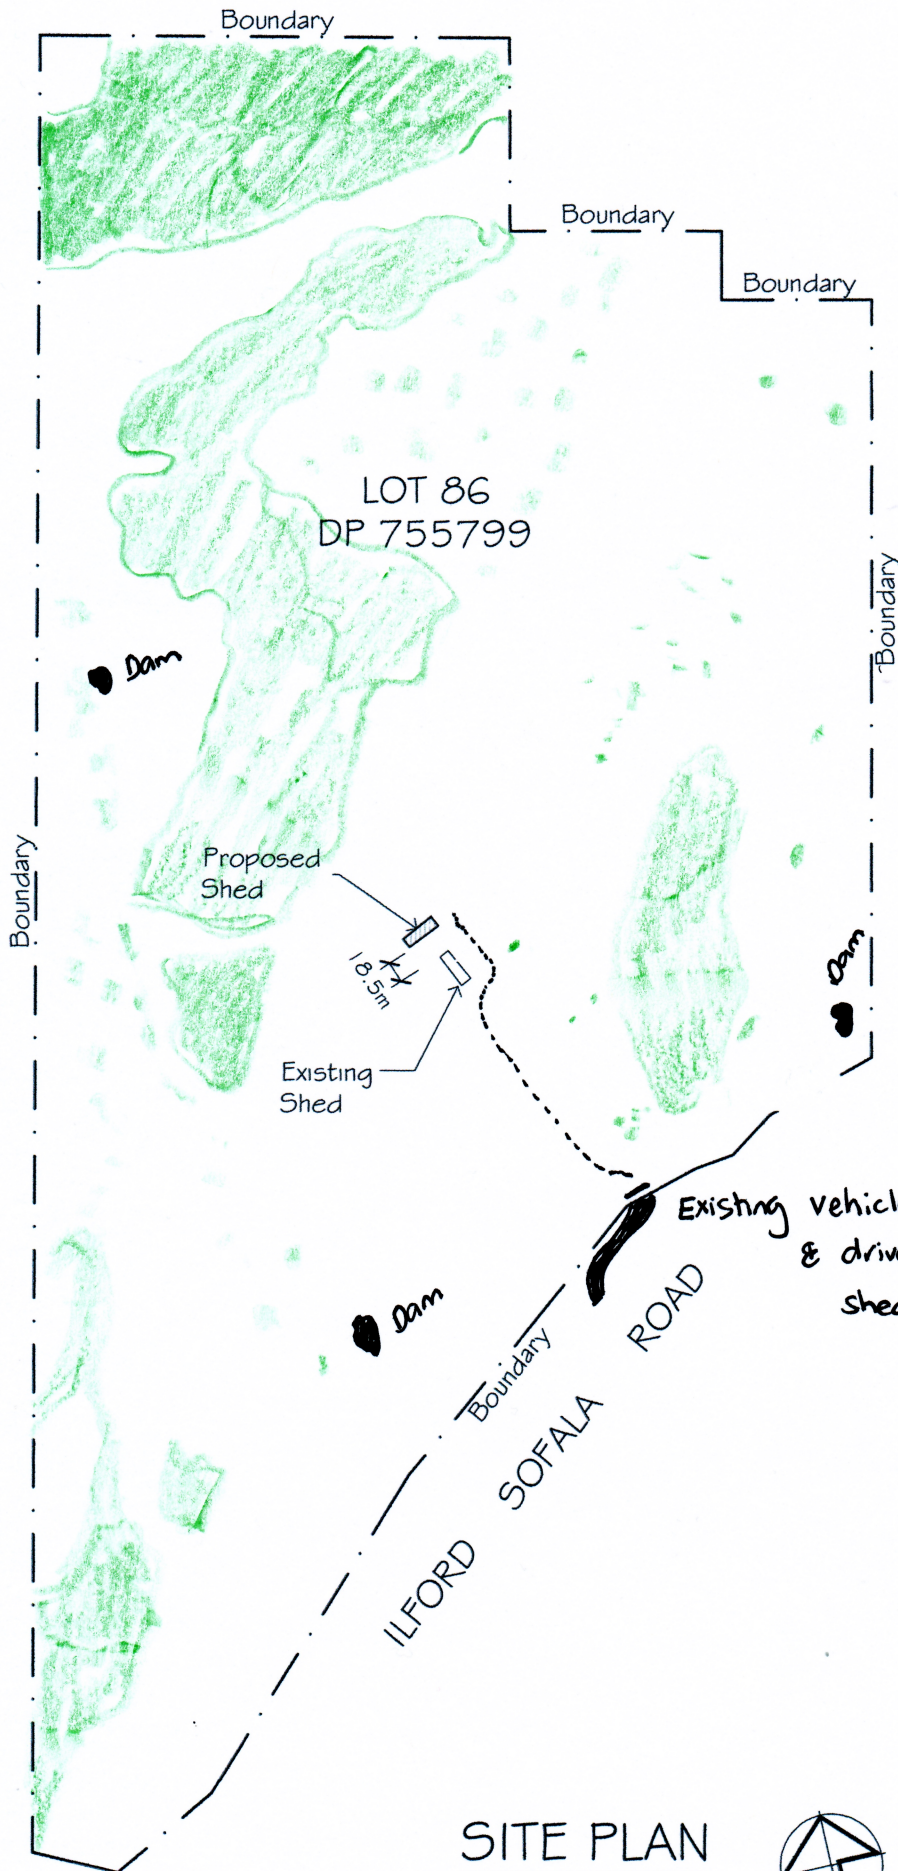 Boundary
Boundary
Boundary
LOT 86
DP 755799
Boundary
Dam
Boundary
Proposed
Shed
18.5m
Dam
Existing
Shed
Existing
&
Dam
Boundary
ILFORD SOFALA ROAD
SITE PLAN